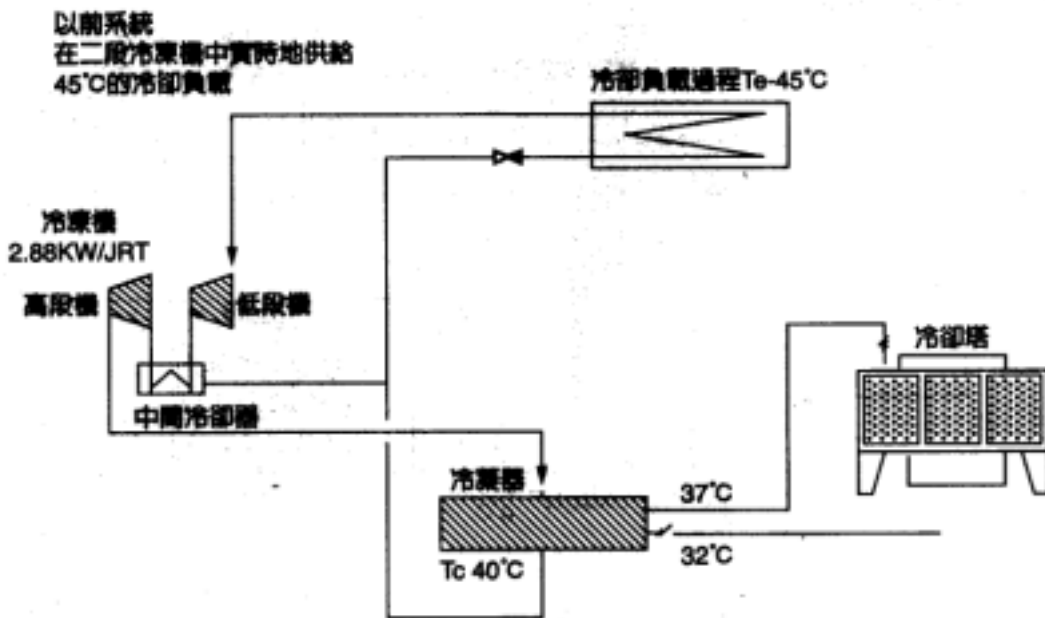 以前系統
在二段冷凍機中實時地供給
45°C的冷卻負載
冷卻負載過程Te-45°C
冷凍機
2.88KW/JRT
高段機
低段機
中間冷卻器
冷卻塔
冷凝器
37°C
32°C
Tc 40°C